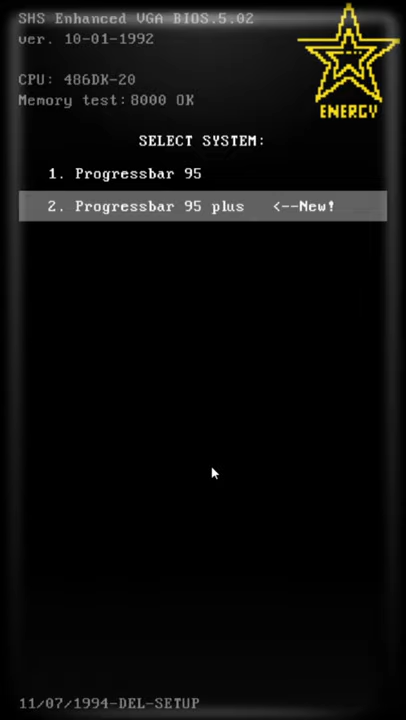 SHS Enhanced VGA BIOS.5.02
ver. 10-01-1992
CPU: 486DK-20
Memory test:8000 OK
ENERGY
SELECT SYSTEM:
1. Progressbar 95
2. Progressbar 95 plus <--New!
11/07/1994-DEL-SETUP